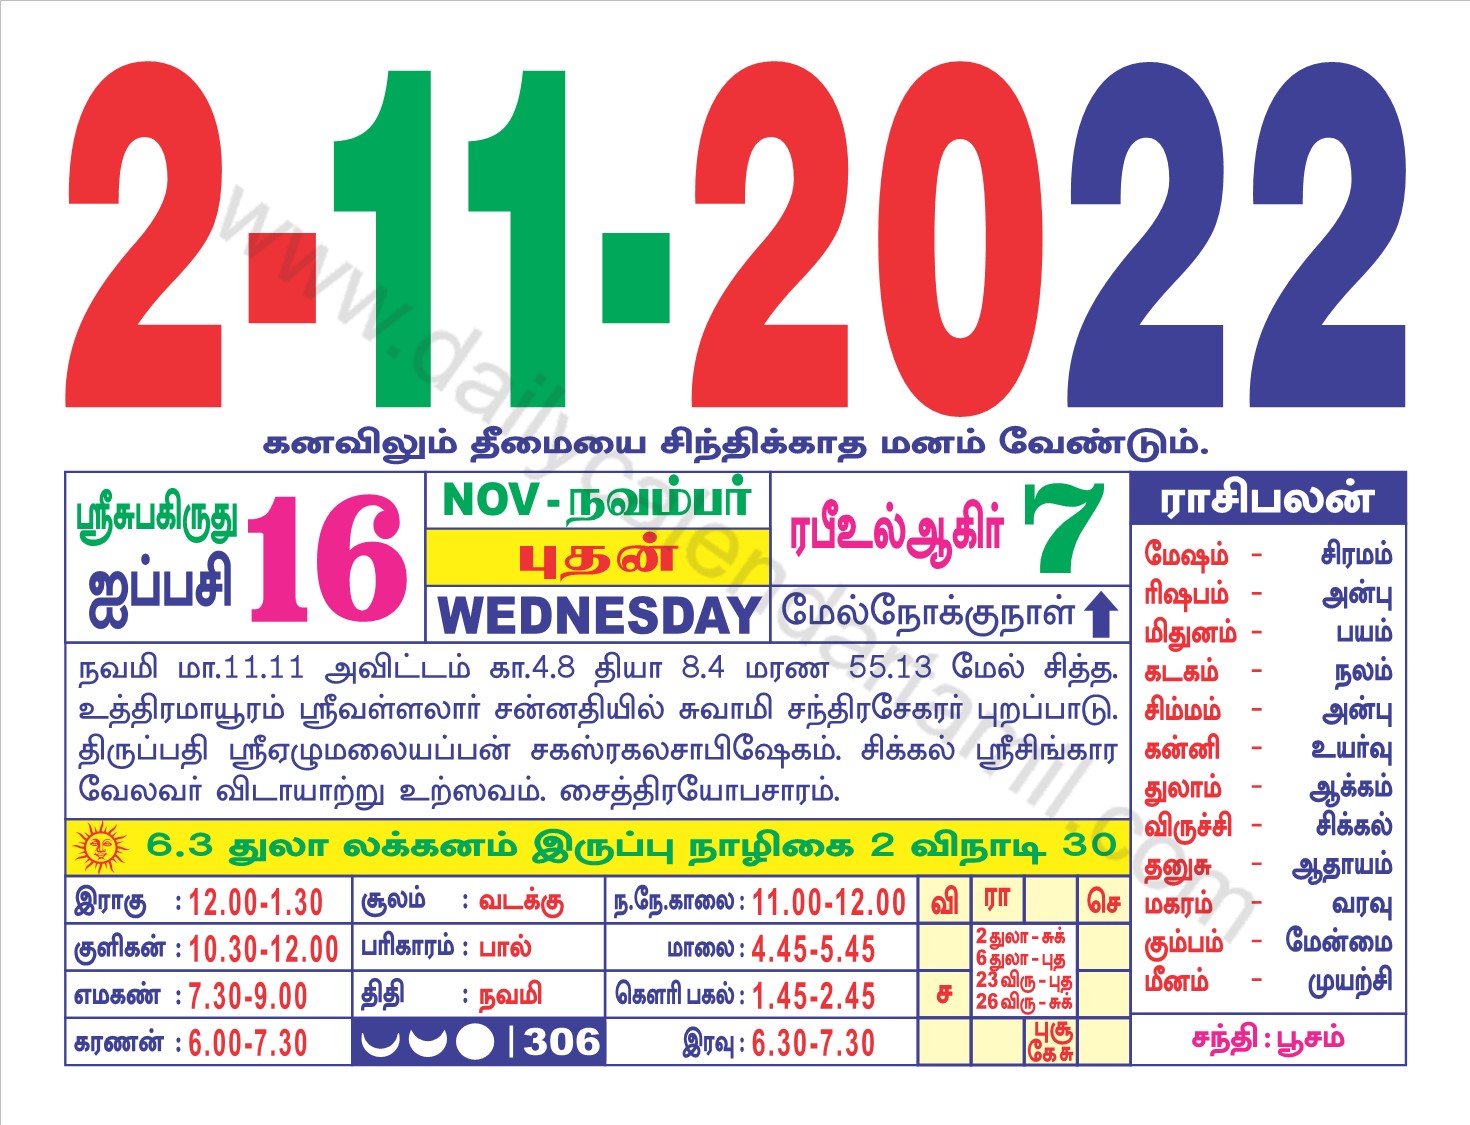 2-11-2022
கனவிலும் தீமையை சிந்திக்காத மனம் வேண்டும்.
ஸ்ரீசுபகிருது
ஐப்பசி 16
NOV - நவம்பர்
புதன்
WEDNESDAY
ரபீஉல்ஆகிர் 7
மேல்நோக்குநாள்
நவமி மா.11.11 அவிட்டம் கா.4.8 தியா 8.4 மரண 55.13 மேல் சித்த.
உத்திரமாயூரம் ஸ்ரீவள்ளலார் சன்னதியில் சுவாமி சந்திரசேகரர் புறப்பாடு.
திருப்பதி ஸ்ரீஏழுமலையப்பன் சகஸ்ரகலசாபிஷேகம். சிக்கல் ஸ்ரீசிங்கார
வேலவர் விடாயாற்று உற்ஸவம். சைத்திரயோபசாரம்.
6.3 துலா லக்கனம் இருப்பு நாழிகை 2 விநாடி 30
இராகு : 12.00-1.30
குளிகன் : 10.30-12.00
எமகண் : 7.30-9.00
கரணன் : 6.00-7.30
சூலம் : வடக்கு
பரிகாரம் : பால்
திதி : நவமி
306
ந.நே.காலை : 11.00-12.00
மாலை : 4.45-5.45
கௌரி பகல் : 1.45-2.45
இரவு : 6.30-7.30
வி ரா செ
2துலா-சுக்
6துலா-புத
23விரு-புத
26விரு-சுக்
ச
புசூ
கேசு
ராசிபலன்
மேஷம் - சிரமம்
ரிஷபம் - அன்பு
மிதுனம் - பயம்
கடகம் - நலம்
சிம்மம் - அன்பு
கன்னி - உயர்வு
துலாம் - ஆக்கம்
விருச்சி - சிக்கல்
தனுசு - ஆதாயம்
மகரம் - வரவு
கும்பம் - மேன்மை
மீனம் - முயற்சி
சந்தி : பூசம்
www.dailycalendartamil.com